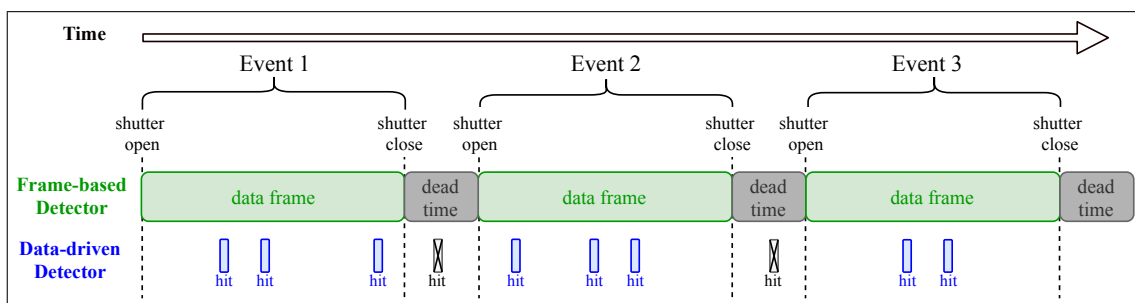 Time
Event 1
Event 2
Event 3
shutter
open
shutter
close
shutter
open
shutter
close
shutter
open
shutter
close
Frame-based
Detector
data frame
dead
time
data frame
dead
time
data frame
dead
time
Data-driven
Detector
hit
hit
hit
hit
hit
hit
hit
hit
hit
hit